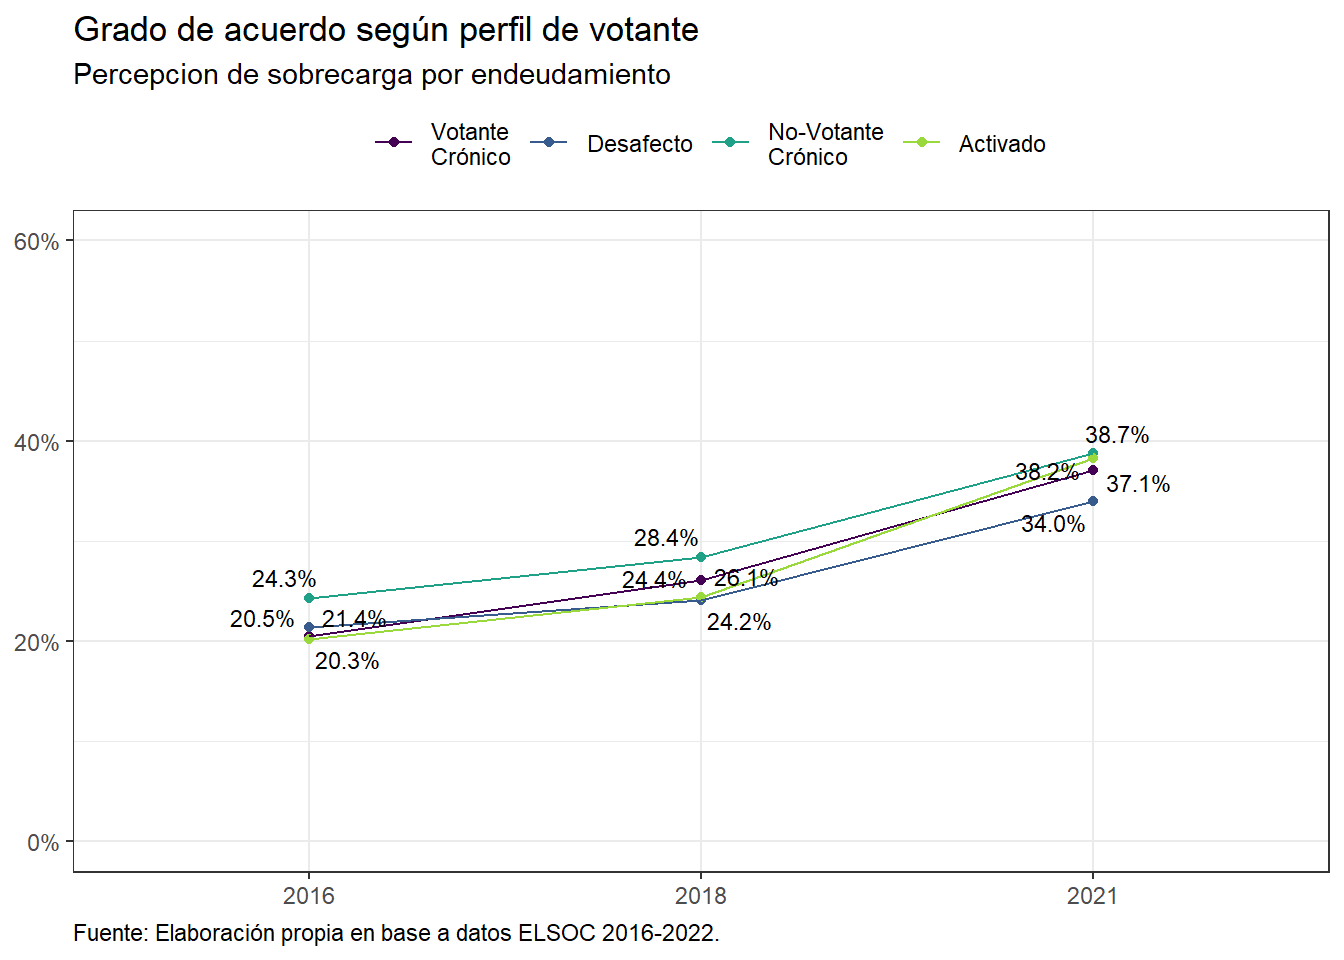 Grado de acuerdo según perfil de votante
Percepcion de sobrecarga por endeudamiento
Votante
Crónico
Desafecto
No-Votante
Crónico
Activado
60%
40%
20%
0%
38.7%
38.2%
37.1%
34.0%
28.4%
24.4%
26.1%
24.2%
24.3%
20.5%
21.4%
20.3%
2016
2018
2021
Fuente: Elaboración propia en base a datos ELSOC 2016-2022.